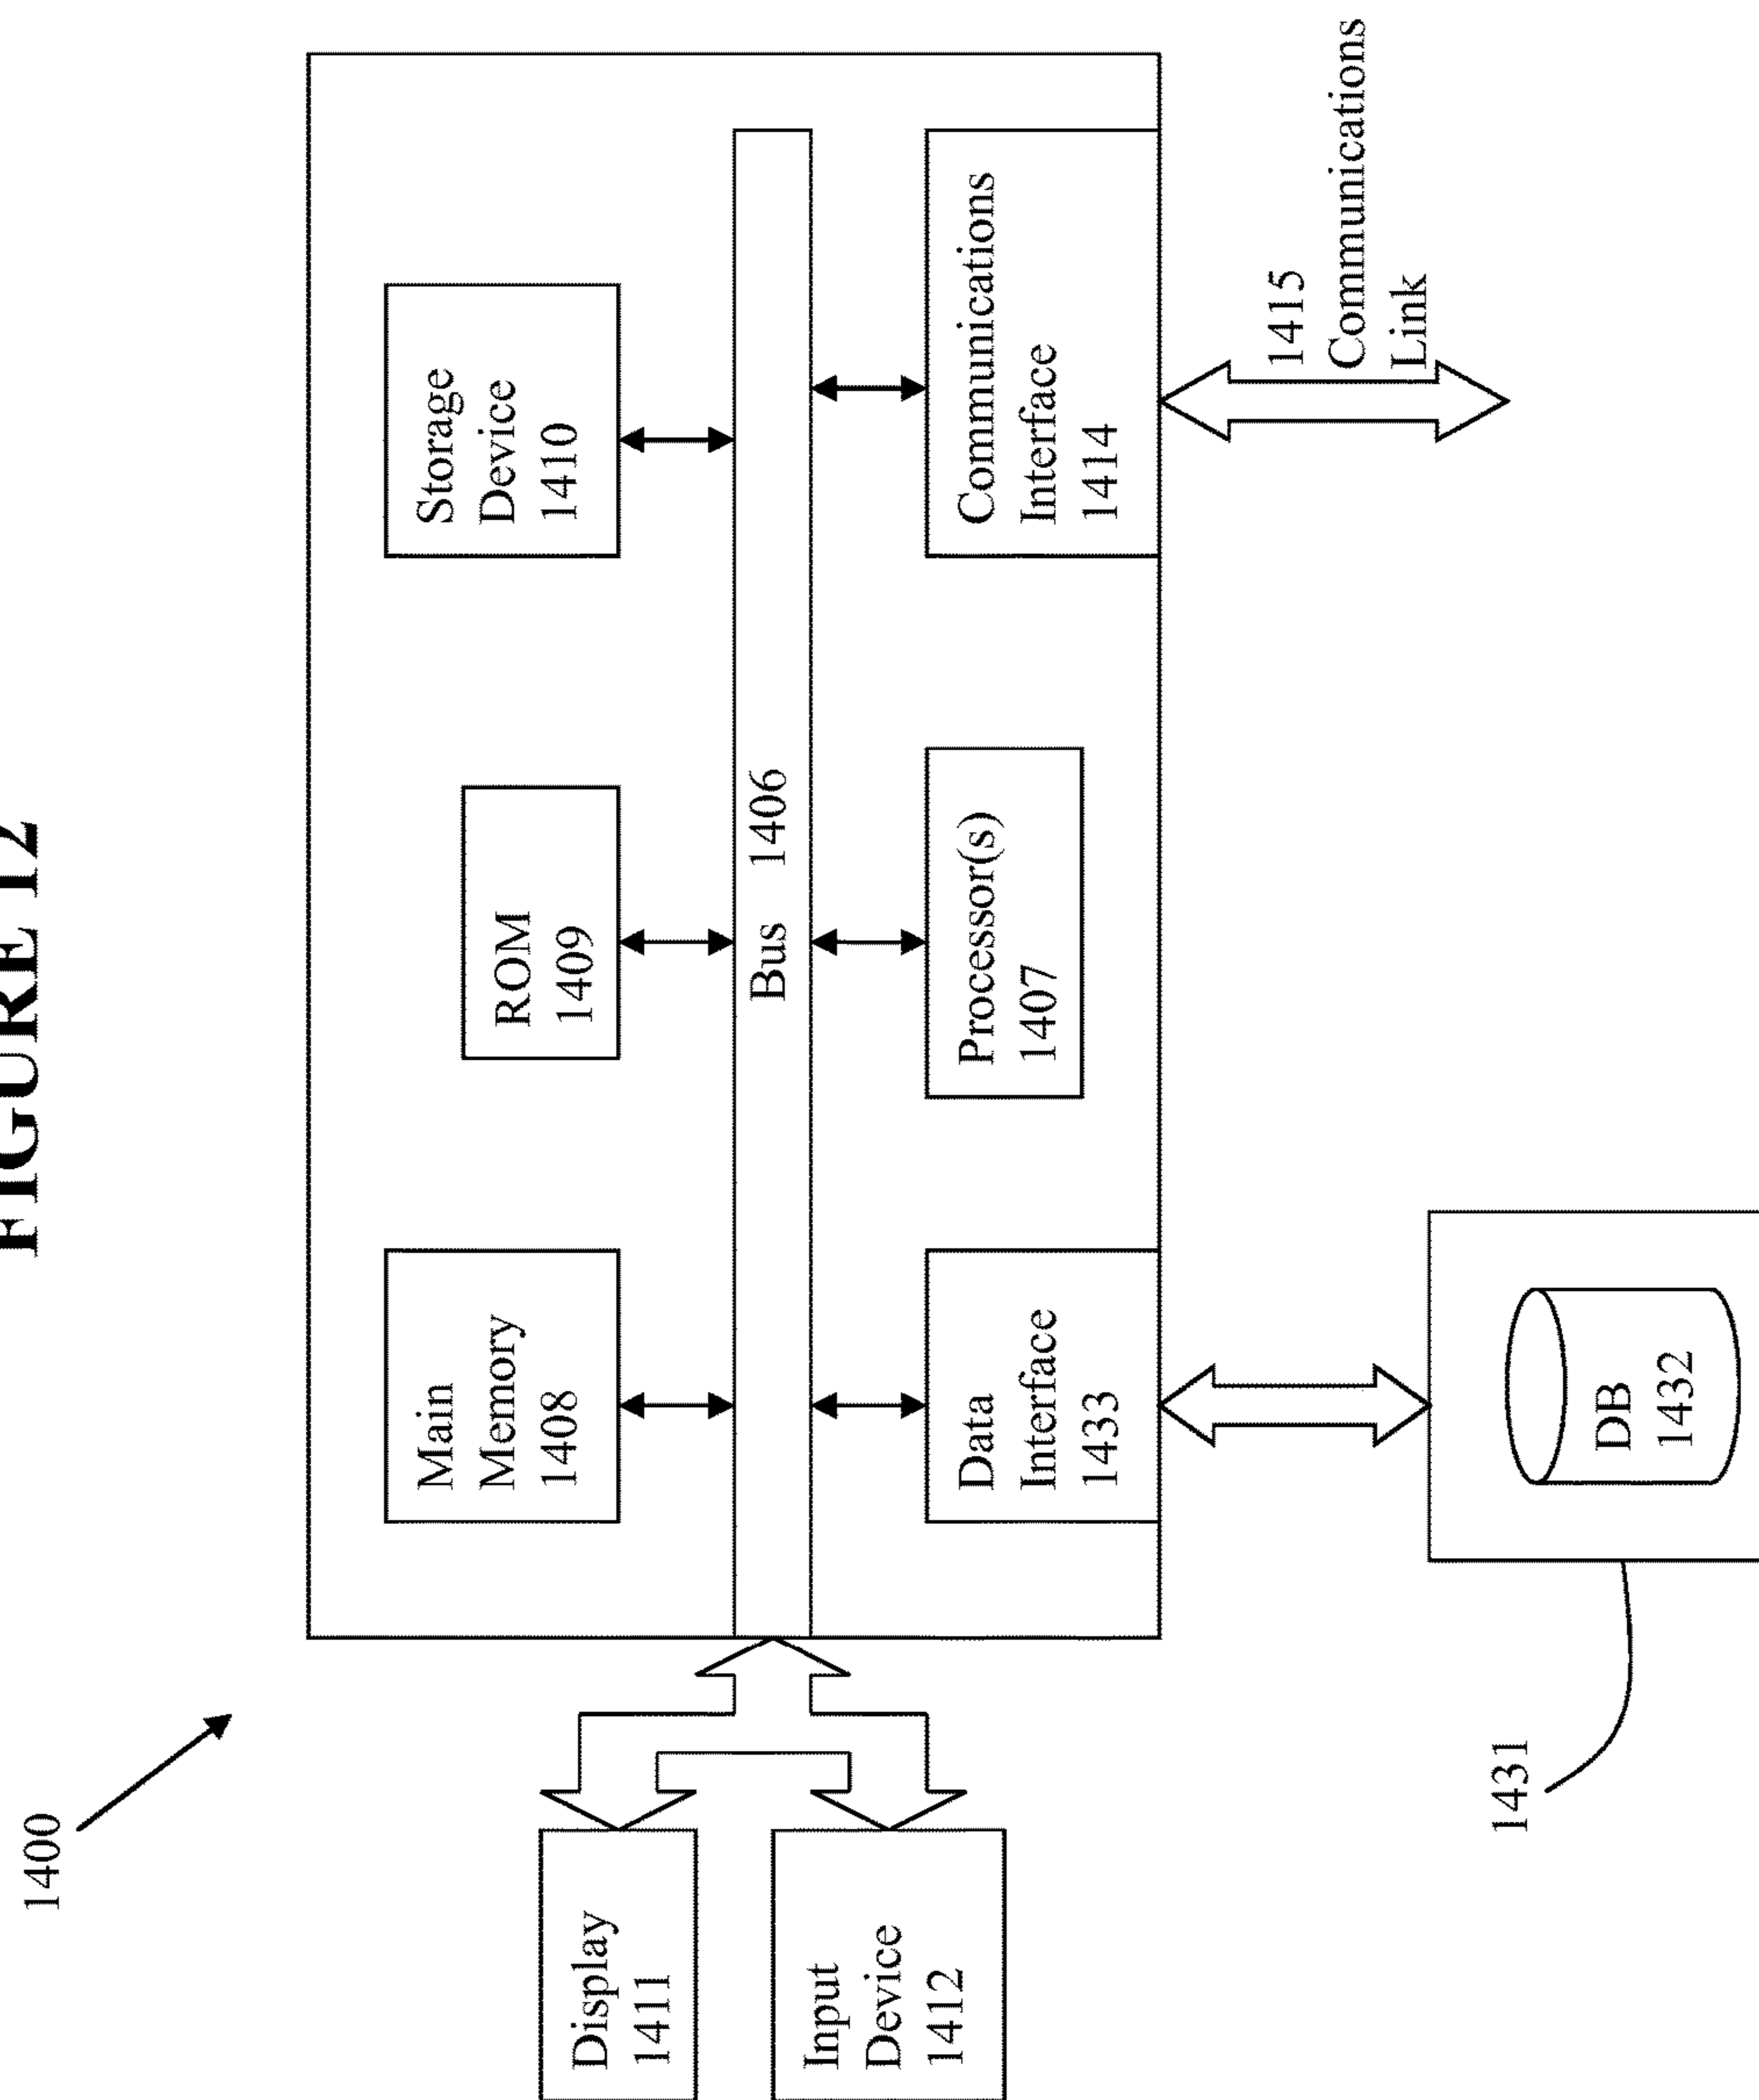 FIGURE 12
1400
Display
1411
Input
Device
1412
Main
Memory
1408
ROM
1409
Storage
Device
1410
Bus 1406
Data
Interface
1433
Processor(s)
1407
Communications
Interface
1414
1415
Communications
Link
1431
DB
1432